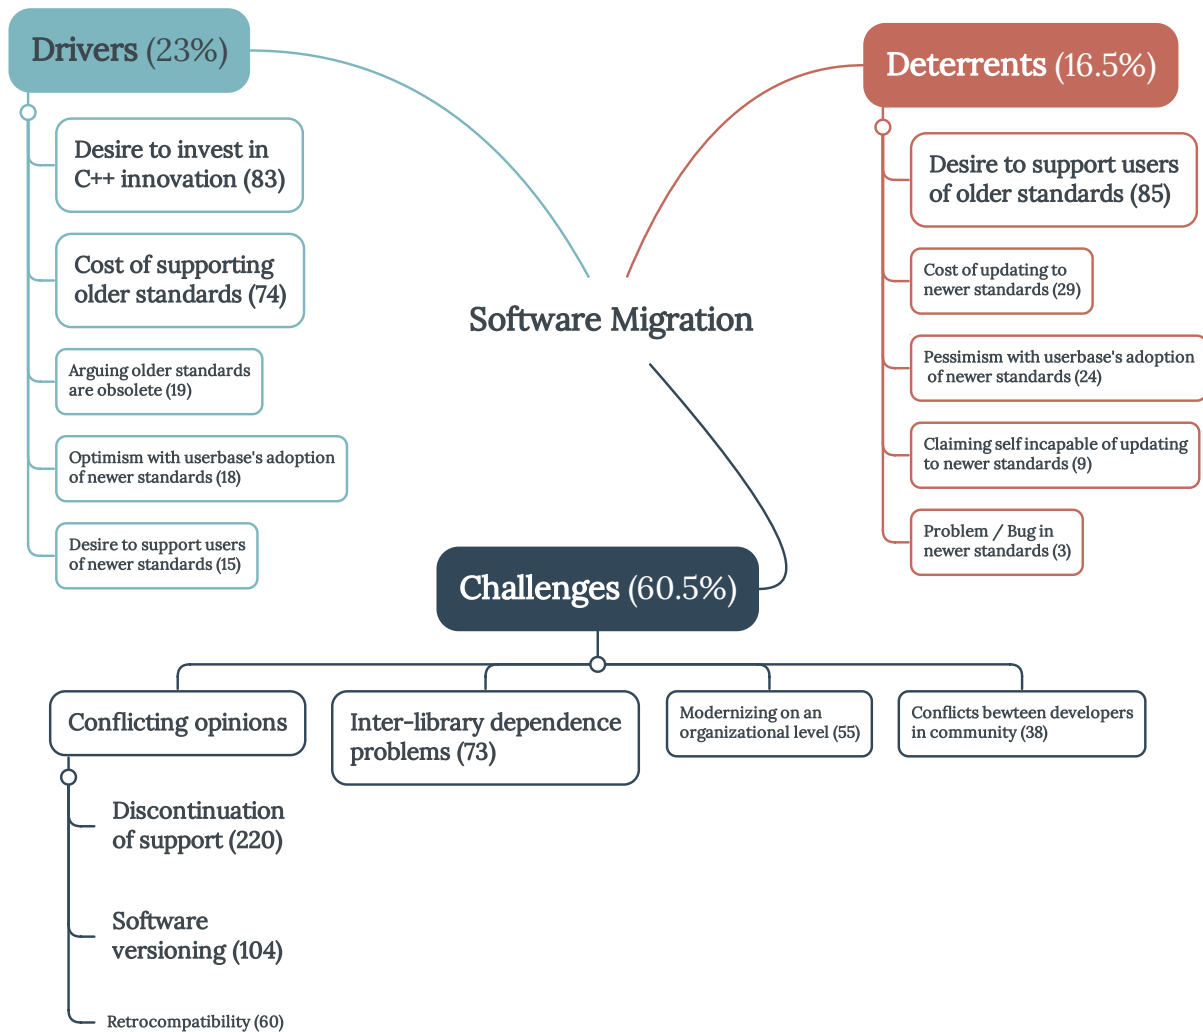 Drivers (23%)
Desire to invest in
C++ innovation (83)
Cost of supporting
older standards (74)
Arguing older standards
are obsolete (19)
Optimism with userbase's adoption
of newer standards (18)
Desire to support users
of newer standards (15)
Deterrents (16.5%)
Desire to support users
of older standards (85)
Cost of updating to
newer standards (29)
Pessimism with userbase's adoption
of newer standards (24)
Claiming self incapable of updating
to newer standards (9)
Problem / Bug in
newer standards (3)
Software Migration
Challenges (60.5%)
Conflicting opinions
Discontinuation
of support (220)
Software
versioning (104)
Retrocompatibility (60)
Inter-library dependence
problems (73)
Modernizing on an
organizational level (55)
Conflicts bewteen developers
in community (38)